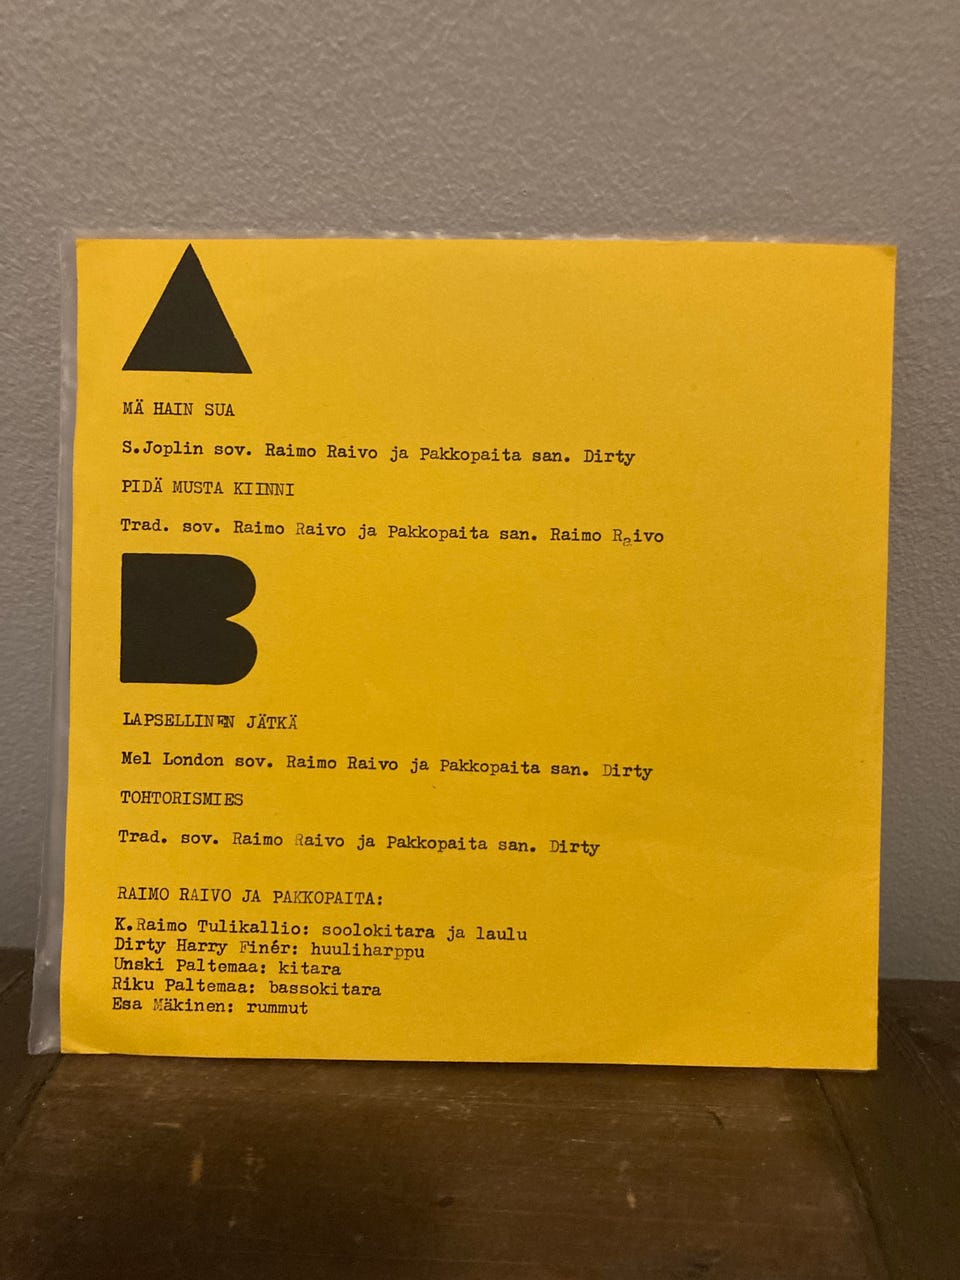 A
MÄ HAIN SUA
S.Joplin sov. Raimo Raivo ja Pakkopaita san. Dirty
PIDÄ MUSTA KIINNI
Trad. sov. Raimo Raivo ja Pakkopaita san. Raimo Raivo
B
LAPSELLINEN JÄTKÄ
Mel London sov. Raimo Raivo ja Pakkopaita san. Dirty
TOHTORISMIES
Trad. sov. Raimo Raivo ja Pakkopaita san. Dirty
RAIMO RAIVO JA PAKKOPAITA:
K.Raimo Tulikallio: soolokitara ja laulu
Dirty Harry Finér: huuliharppu
Unski Paltemaa: kitara
Riku Paltemaa: bassokitara
Esa Mäkinen: rummut